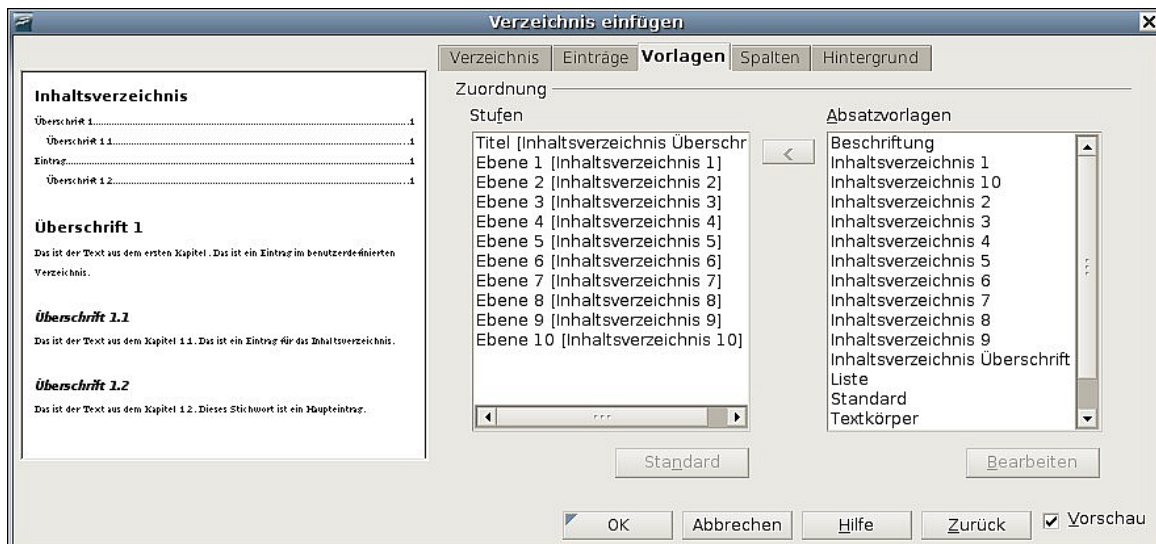 Verzeichnis einfügen
Verzeichnis Einträge Vorlagen Spalten Hintergrund
Inhaltsverzeichnis
Überschrift 1 1
Überschrift 1.1 1
Eintrag 1
Überschrift 1.2 1
Überschrift 1
Das ist der Text aus dem ersten Kapitel. Das ist ein Eintrag im benutzerdefinierten
Verzeichnis.
Überschrift 1.1
Das ist der Text aus dem Kapitel 1.1. Das ist ein Eintrag für das Inhaltsverzeichnis.
Überschrift 1.2
Das ist der Text aus dem Kapitel 1.2. Dieses Stichwort ist ein Haupteintrag.
Zuordnung
Stufen
Titel [Inhaltsverzeichnis Überschr
Ebene 1 [Inhaltsverzeichnis 1]
Ebene 2 [Inhaltsverzeichnis 2]
Ebene 3 [Inhaltsverzeichnis 3]
Ebene 4 [Inhaltsverzeichnis 4]
Ebene 5 [Inhaltsverzeichnis 5]
Ebene 6 [Inhaltsverzeichnis 6]
Ebene 7 [Inhaltsverzeichnis 7]
Ebene 8 [Inhaltsverzeichnis 8]
Ebene 9 [Inhaltsverzeichnis 9]
Ebene 10 [Inhaltsverzeichnis 10]
Standard
<
Absatzvorlagen
Beschriftung
Inhaltsverzeichnis 1
Inhaltsverzeichnis 10
Inhaltsverzeichnis 2
Inhaltsverzeichnis 3
Inhaltsverzeichnis 4
Inhaltsverzeichnis 5
Inhaltsverzeichnis 6
Inhaltsverzeichnis 7
Inhaltsverzeichnis 8
Inhaltsverzeichnis 9
Inhaltsverzeichnis Überschrift
Liste
Standard
Textkörper
Bearbeiten
OK Abbrechen Hilfe Zurück Vorschau